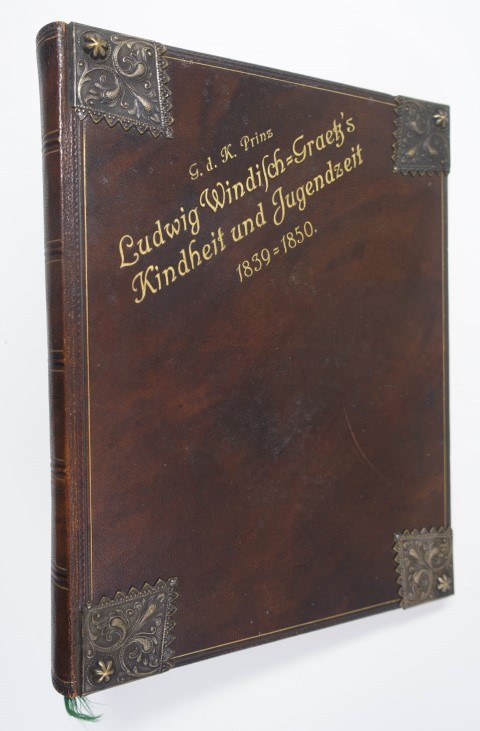 G. d. K. Prinz
Ludwig Windiſch=Graetz's
Kindheit und Jugendzeit
1839=1850.